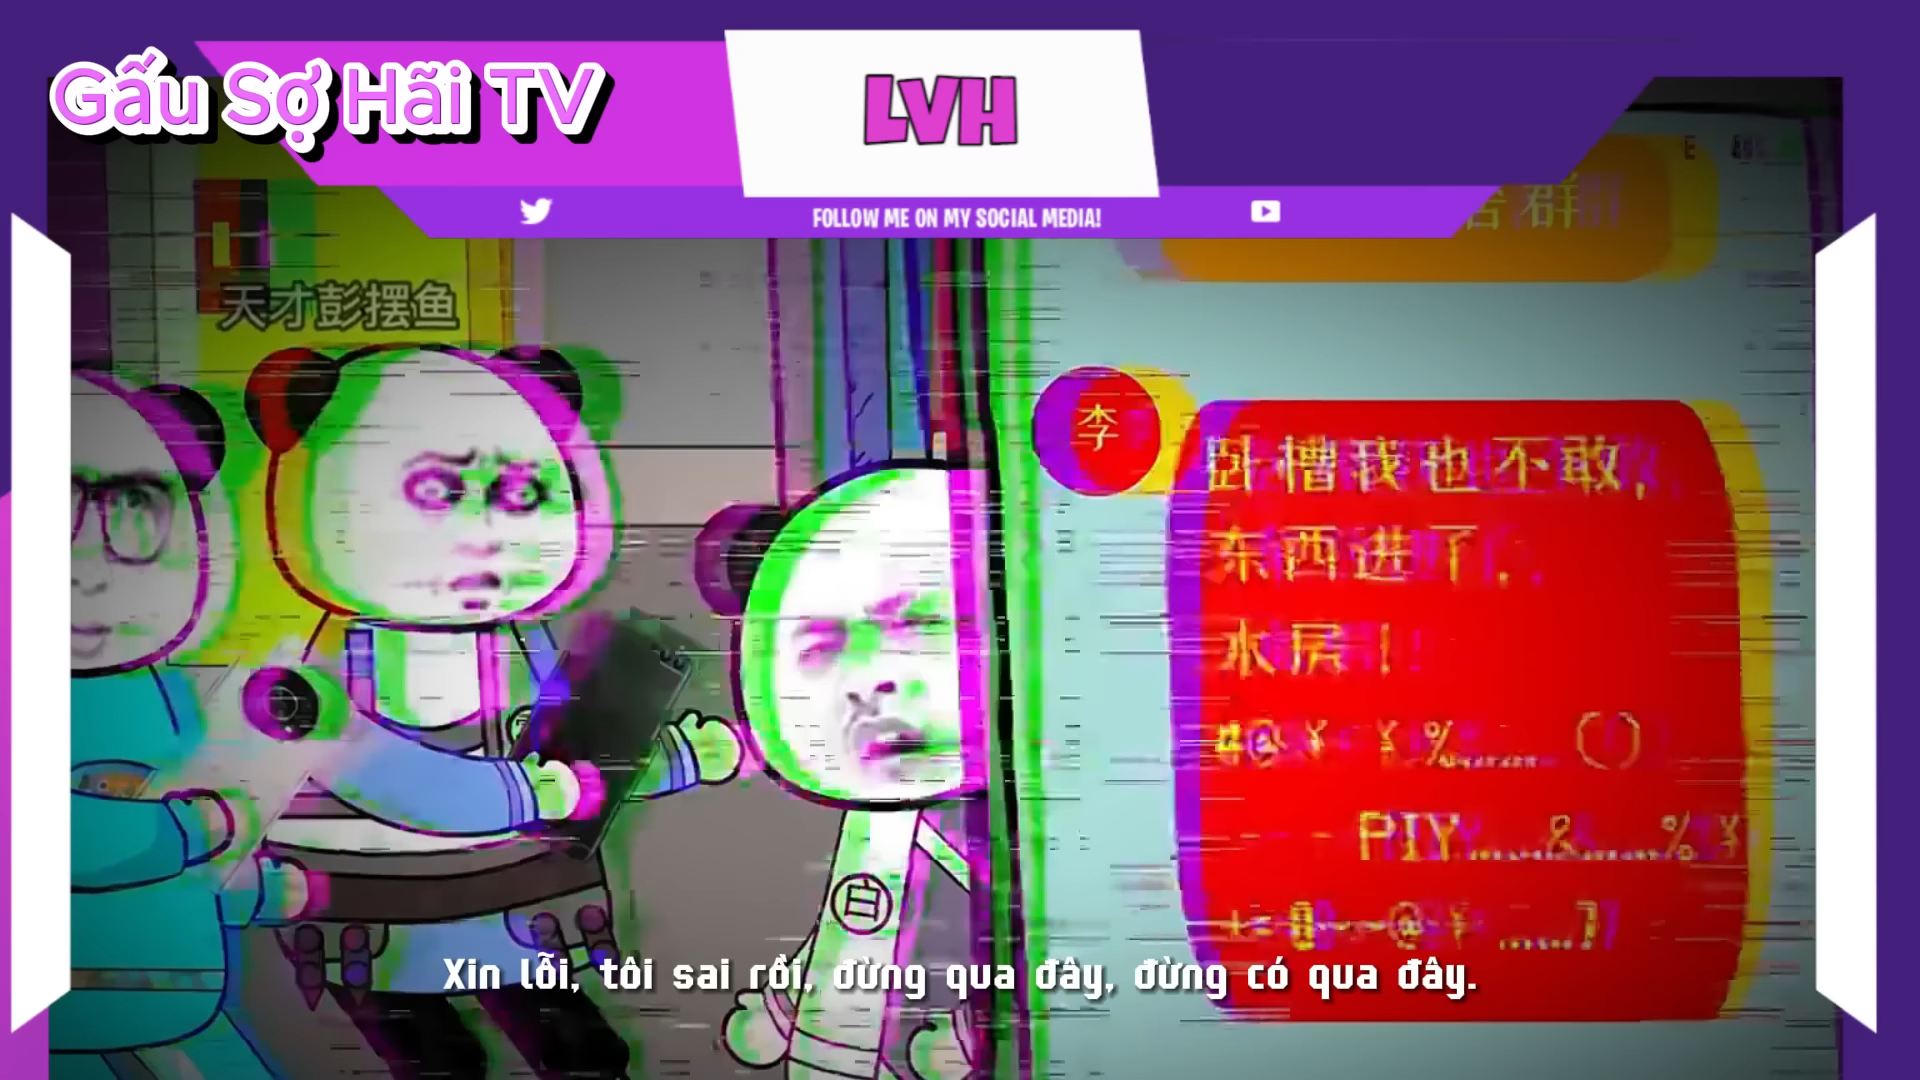 Gấu Sợ Hãi TV
LVH
FOLLOW ME ON MY SOCIAL MEDIA!
群
天才彭摆鱼
李
卧槽我也不敢,
东西进了,
水房!
白
Xin lỗi, tôi sai rồi, đừng qua đây, đừng có qua đây.